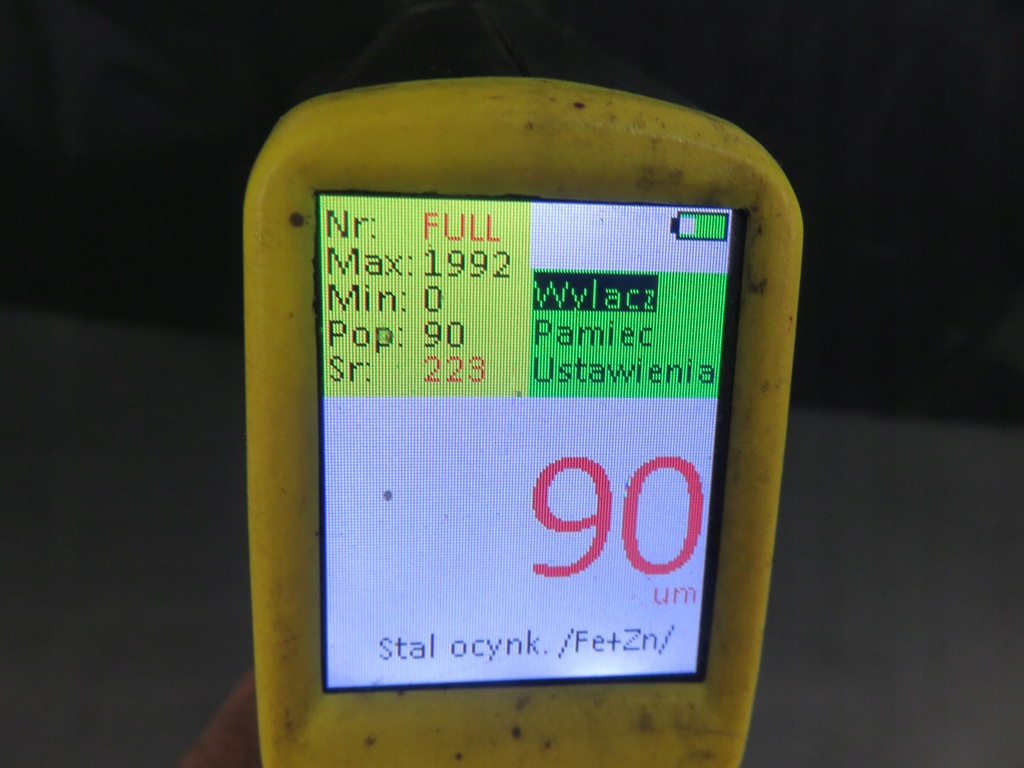 Nr: FULL
Max: 1992
Min: 0
Pop: 90
Sr: 223
Wylacz
Pamiec
Ustawienia
90
um
Stal ocynk. /Fe+Zn/